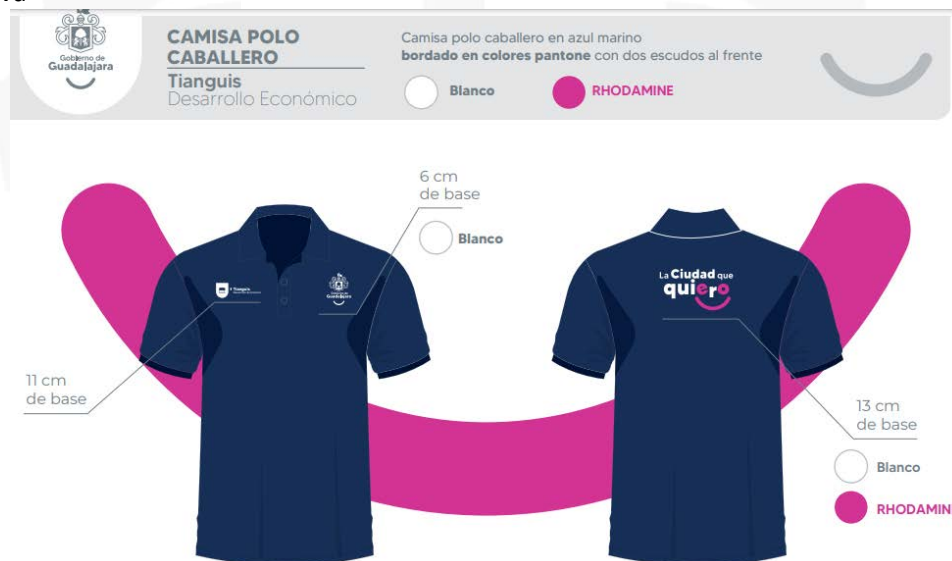 Gobierno de
Guadalajara
CAMISA POLO
CABALLERO
Tianguis
Desarrollo Económico
Camisa polo caballero en azul marino
bordado en colores pantone con dos escudos al frente
Blanco
RHODAMINE
6 cm
de base
Blanco
Tianguis
Gobierno de
Guadalajara
La Ciudad que
quiero
11 cm
de base
13 cm
de base
Blanco
RHODAMIN